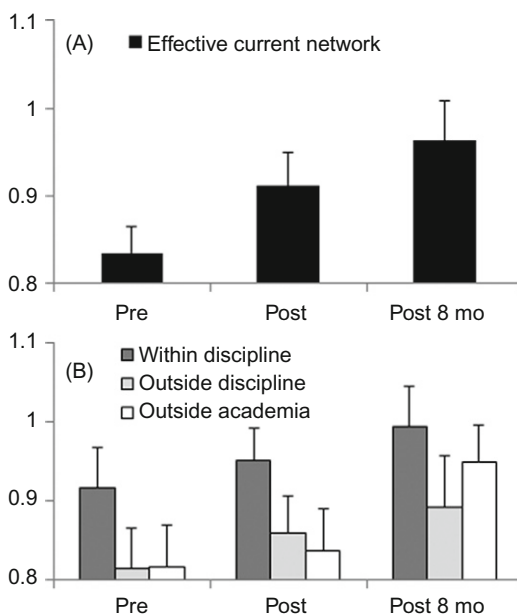 1.1
(A)
Effective current network
1
0.9
0.8
Pre
Post
Post 8 mo
1.1
Within discipline
(B)
Outside discipline
1
Outside academia
0.9
0.8
Pre
Post
Post 8 mo